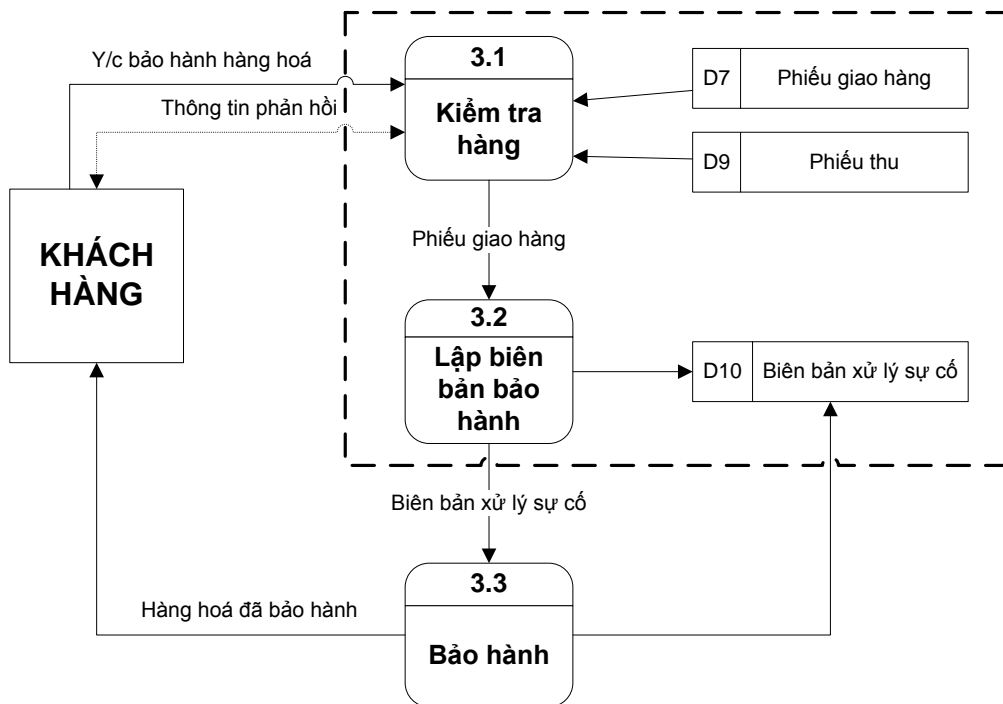 3.1
Y/c bảo hành hàng hoá
D7 Phiếu giao hàng
Thông tin phản hồi
Kiểm tra
hàng
D9 Phiếu thu
KHÁCH
HÀNG
Phiếu giao hàng
3.2
Lập biên
bản bảo
hành
D10 Biên bản xử lý sự cố
Biên bản xử lý sự cố
3.3
Hàng hoá đã bảo hành
Bảo hành